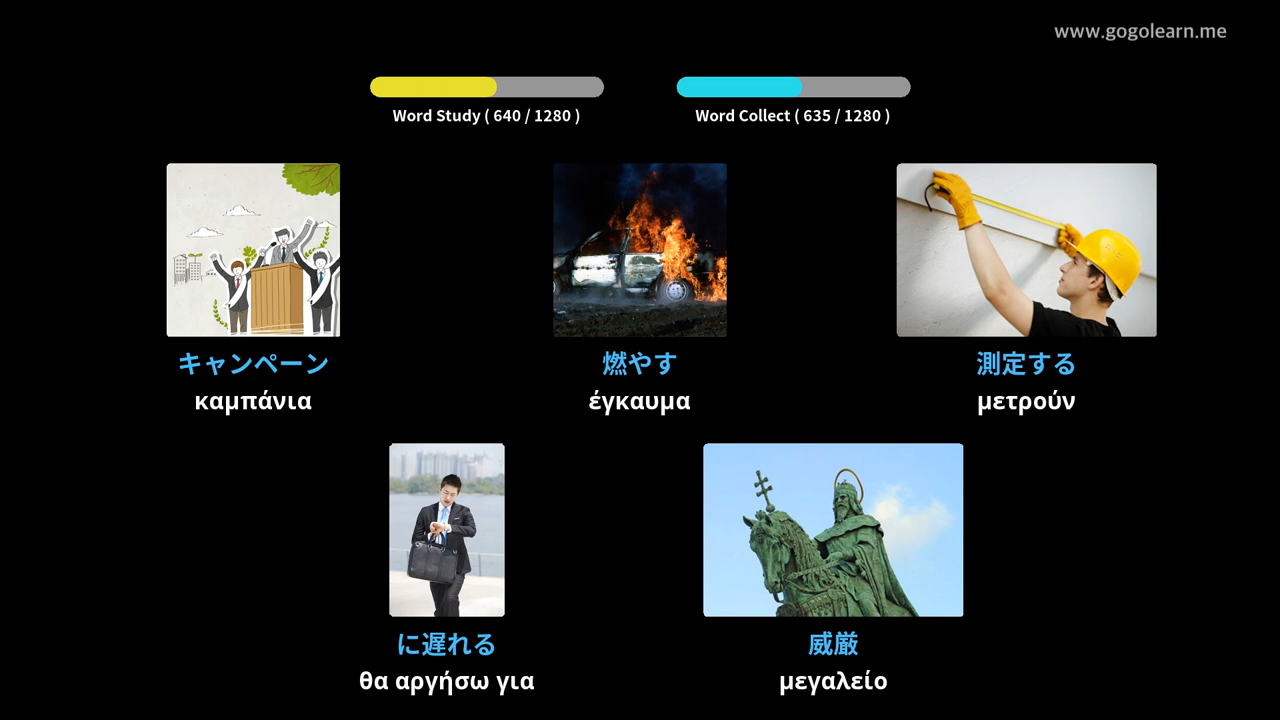 www.gogolearn.me
Word Study ( 640 / 1280 )
Word Collect ( 635 / 1280 )
キャンペーン
καμπάνια
燃やす
έγκαυμα
測定する
μετρούν
に遅れる
θα αργήσω για
威厳
μεγαλείο